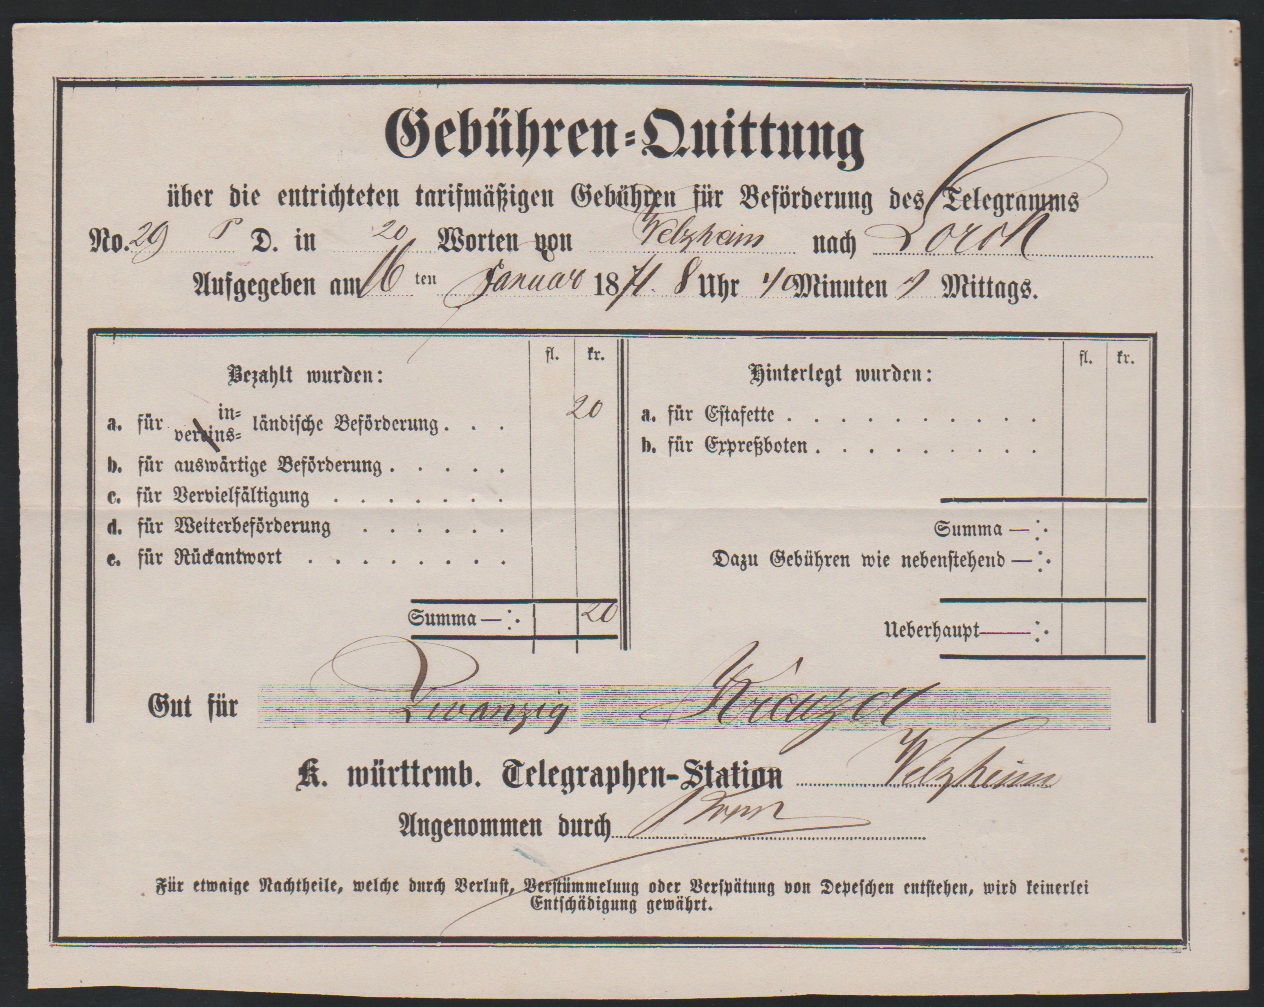 Gebühren-Quittung
über die entrichteten tarifmäßigen Gebühren für Beförderung des Telegramms
No. 29 P D. in 20 Worten von Welzheim nach Lorch
Aufgegeben am 16 ten Januar 1871. 8 Uhr 40 Minuten Mittags.
fl. kr.
Bezahlt wurden:
a. für in- vereins- ländische Beförderung . . . 20
b. für auswärtige Beförderung . . . . .
c. für Vervielfältigung . . . . . .
d. für Weiterbeförderung . . . . .
e. für Rückantwort . . . . . . .
Summa — 20
fl. kr.
Hinterlegt wurden:
a. für Estafette . . . . . . . . . .
b. für Expreßboten . . . . . . . . .
Summa —
Dazu Gebühren wie nebenstehend —
Ueberhaupt —
Gut für Zwanzig Kreuzer
K. württemb. Telegraphen-Station Welzheim
Angenommen durch
Für etwaige Nachtheile, welche durch Verlust, Verstümmelung oder Verspätung von Depeschen entstehen, wird keinerlei
Entschädigung gewährt.